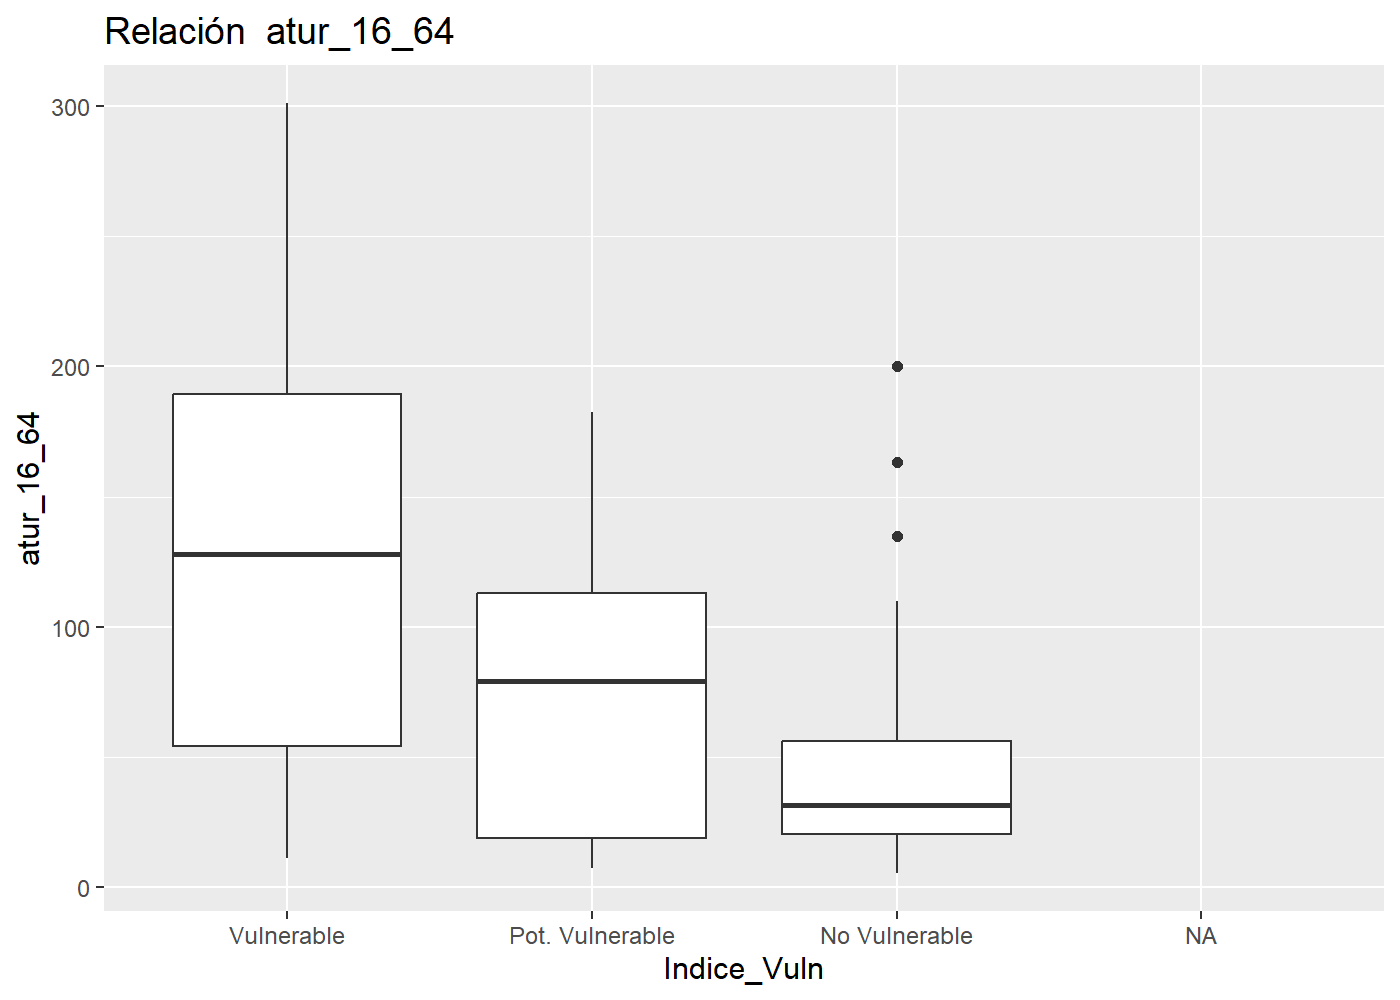 Relación  atur_16_64
300
200
100
0
atur_16_64
Vulnerable
Pot. Vulnerable
No Vulnerable
NA
Indice_Vuln